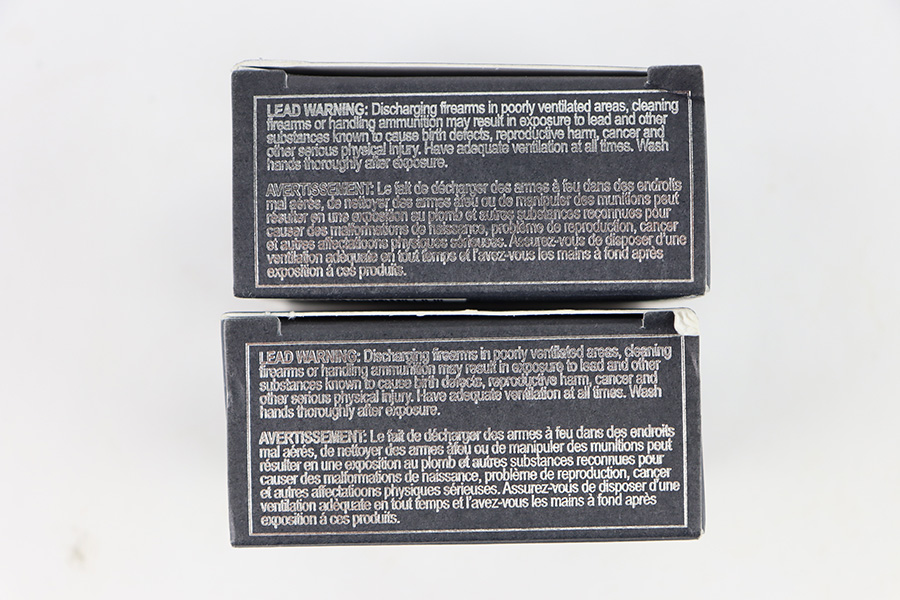 LEAD WARNING: Discharging firearms in poorly ventilated areas, cleaning
firearms or handling ammunition may result in exposure to lead and other
substances known to cause birth defects, reproductive harm, cancer and
other serious physical injury. Have adequate ventilation at all times. Wash
hands thoroughly after exposure.
AVERTISSEMENT: Le fait de décharger des armes à feu dans des endroits
mal aérés, de nettoyer des armes áfeu ou de manipuler des munitions peut
résulter en une exposition au plomb et autres substances reconnues pour
causer des malformations de naissance, problème de reproduction, cancer
et autres affectatioons physiques sérieuses. Assurez-vous de disposer d'une
ventilation adéquate en tout temps et l'avez-vous les mains à fond après
exposition á ces produits.
LEAD WARNING: Discharging firearms in poorly ventilated areas, cleaning
firearms or handling ammunition may result in exposure to lead and other
substances known to cause birth defects, reproductive harm, cancer and
other serious physical injury. Have adequate ventilation at all times. Wash
hands thoroughly after exposure.
AVERTISSEMENT: Le fait de décharger des armes à feu dans des endroits
mal aérés, de nettoyer des armes áfeu ou de manipuler des munitions peut
résulter en une exposition au plomb et autres substances reconnues pour
causer des malformations de naissance, problème de reproduction, cancer
et autres affectatioons physiques sérieuses. Assurez-vous de disposer d'une
ventilation adéquate en tout temps et l'avez-vous les mains à fond après
exposition á ces produits.